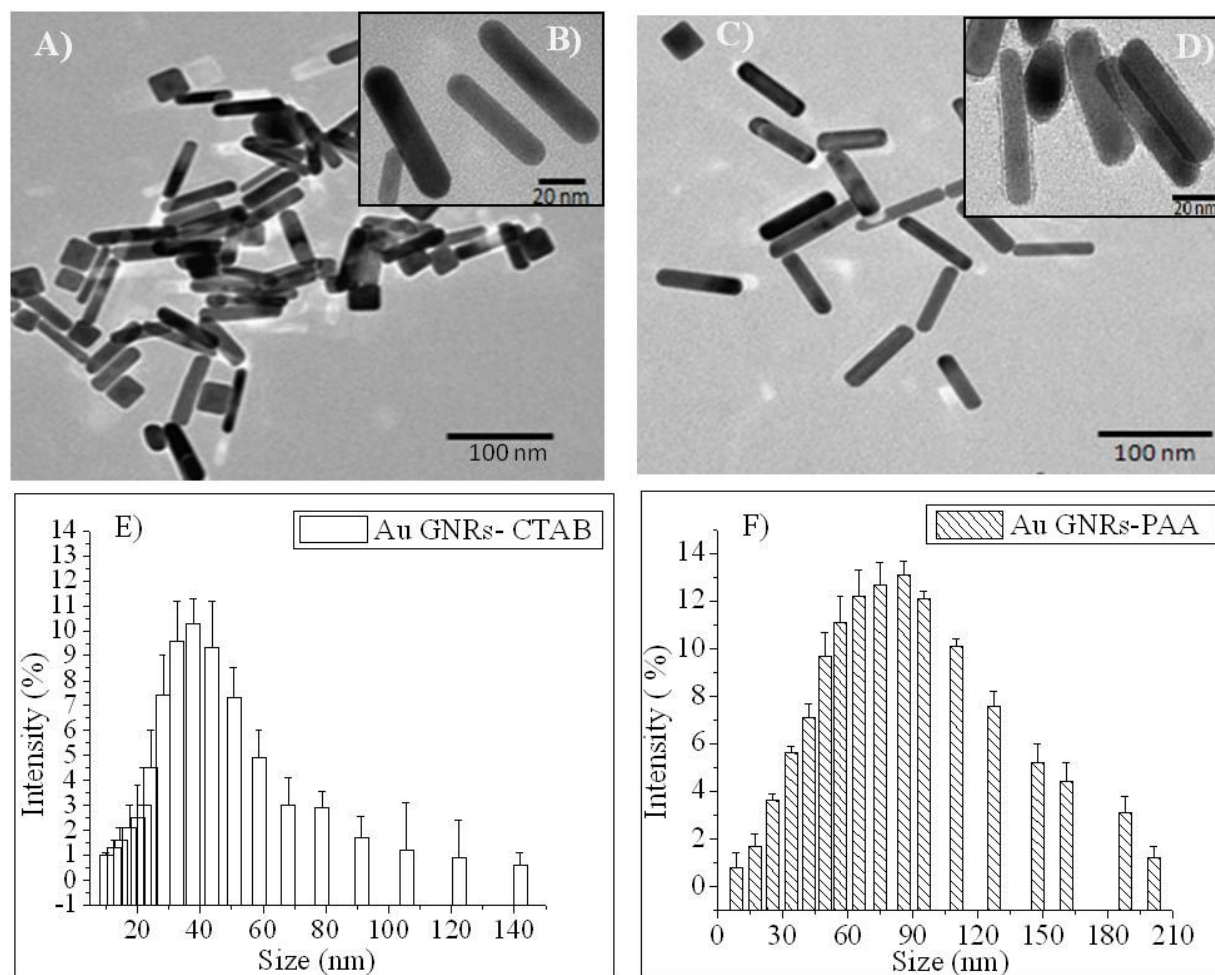 A)
B)
20 nm
100 nm
C)
D)
20 nm
100 nm
E)
Au GNRs- CTAB
14
13
12
11
10
9
8
7
6
5
4
3
2
1
0
-1
Intensity (%)
20
40
60
80
100
120
140
Size (nm)
F)
Au GNRs-PAA
14
12
10
8
6
4
2
0
Intensity ( %)
0
30
60
90
120
150
180
210
Size (nm)